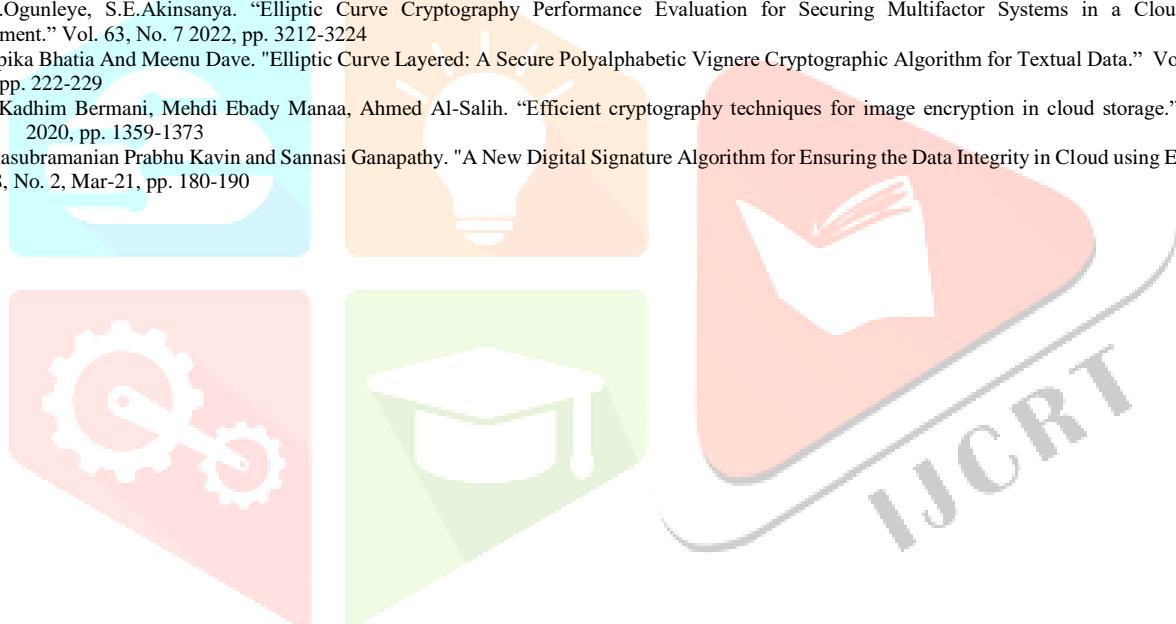 .Ogunleye, S.E.Akinsanya. “Elliptic Curve Cryptography Performance Evaluation for Securing Multifactor Systems in a Clou
ment.” Vol. 63, No. 7 2022, pp. 3212-3224
pika Bhatia And Meenu Dave. "Elliptic Curve Layered: A Secure Polyalphabetic Vignere Cryptographic Algorithm for Textual Data.” Vo
pp. 222-229
Kadhim Bermani, Mehdi Ebady Manaa, Ahmed Al-Salih. “Efficient cryptography techniques for image encryption in cloud storage.”
2020, pp. 1359-1373
asubramanian Prabhu Kavin and Sannasi Ganapathy. "A New Digital Signature Algorithm for Ensuring the Data Integrity in Cloud using E
, No. 2, Mar-21, pp. 180-190
IJCRT